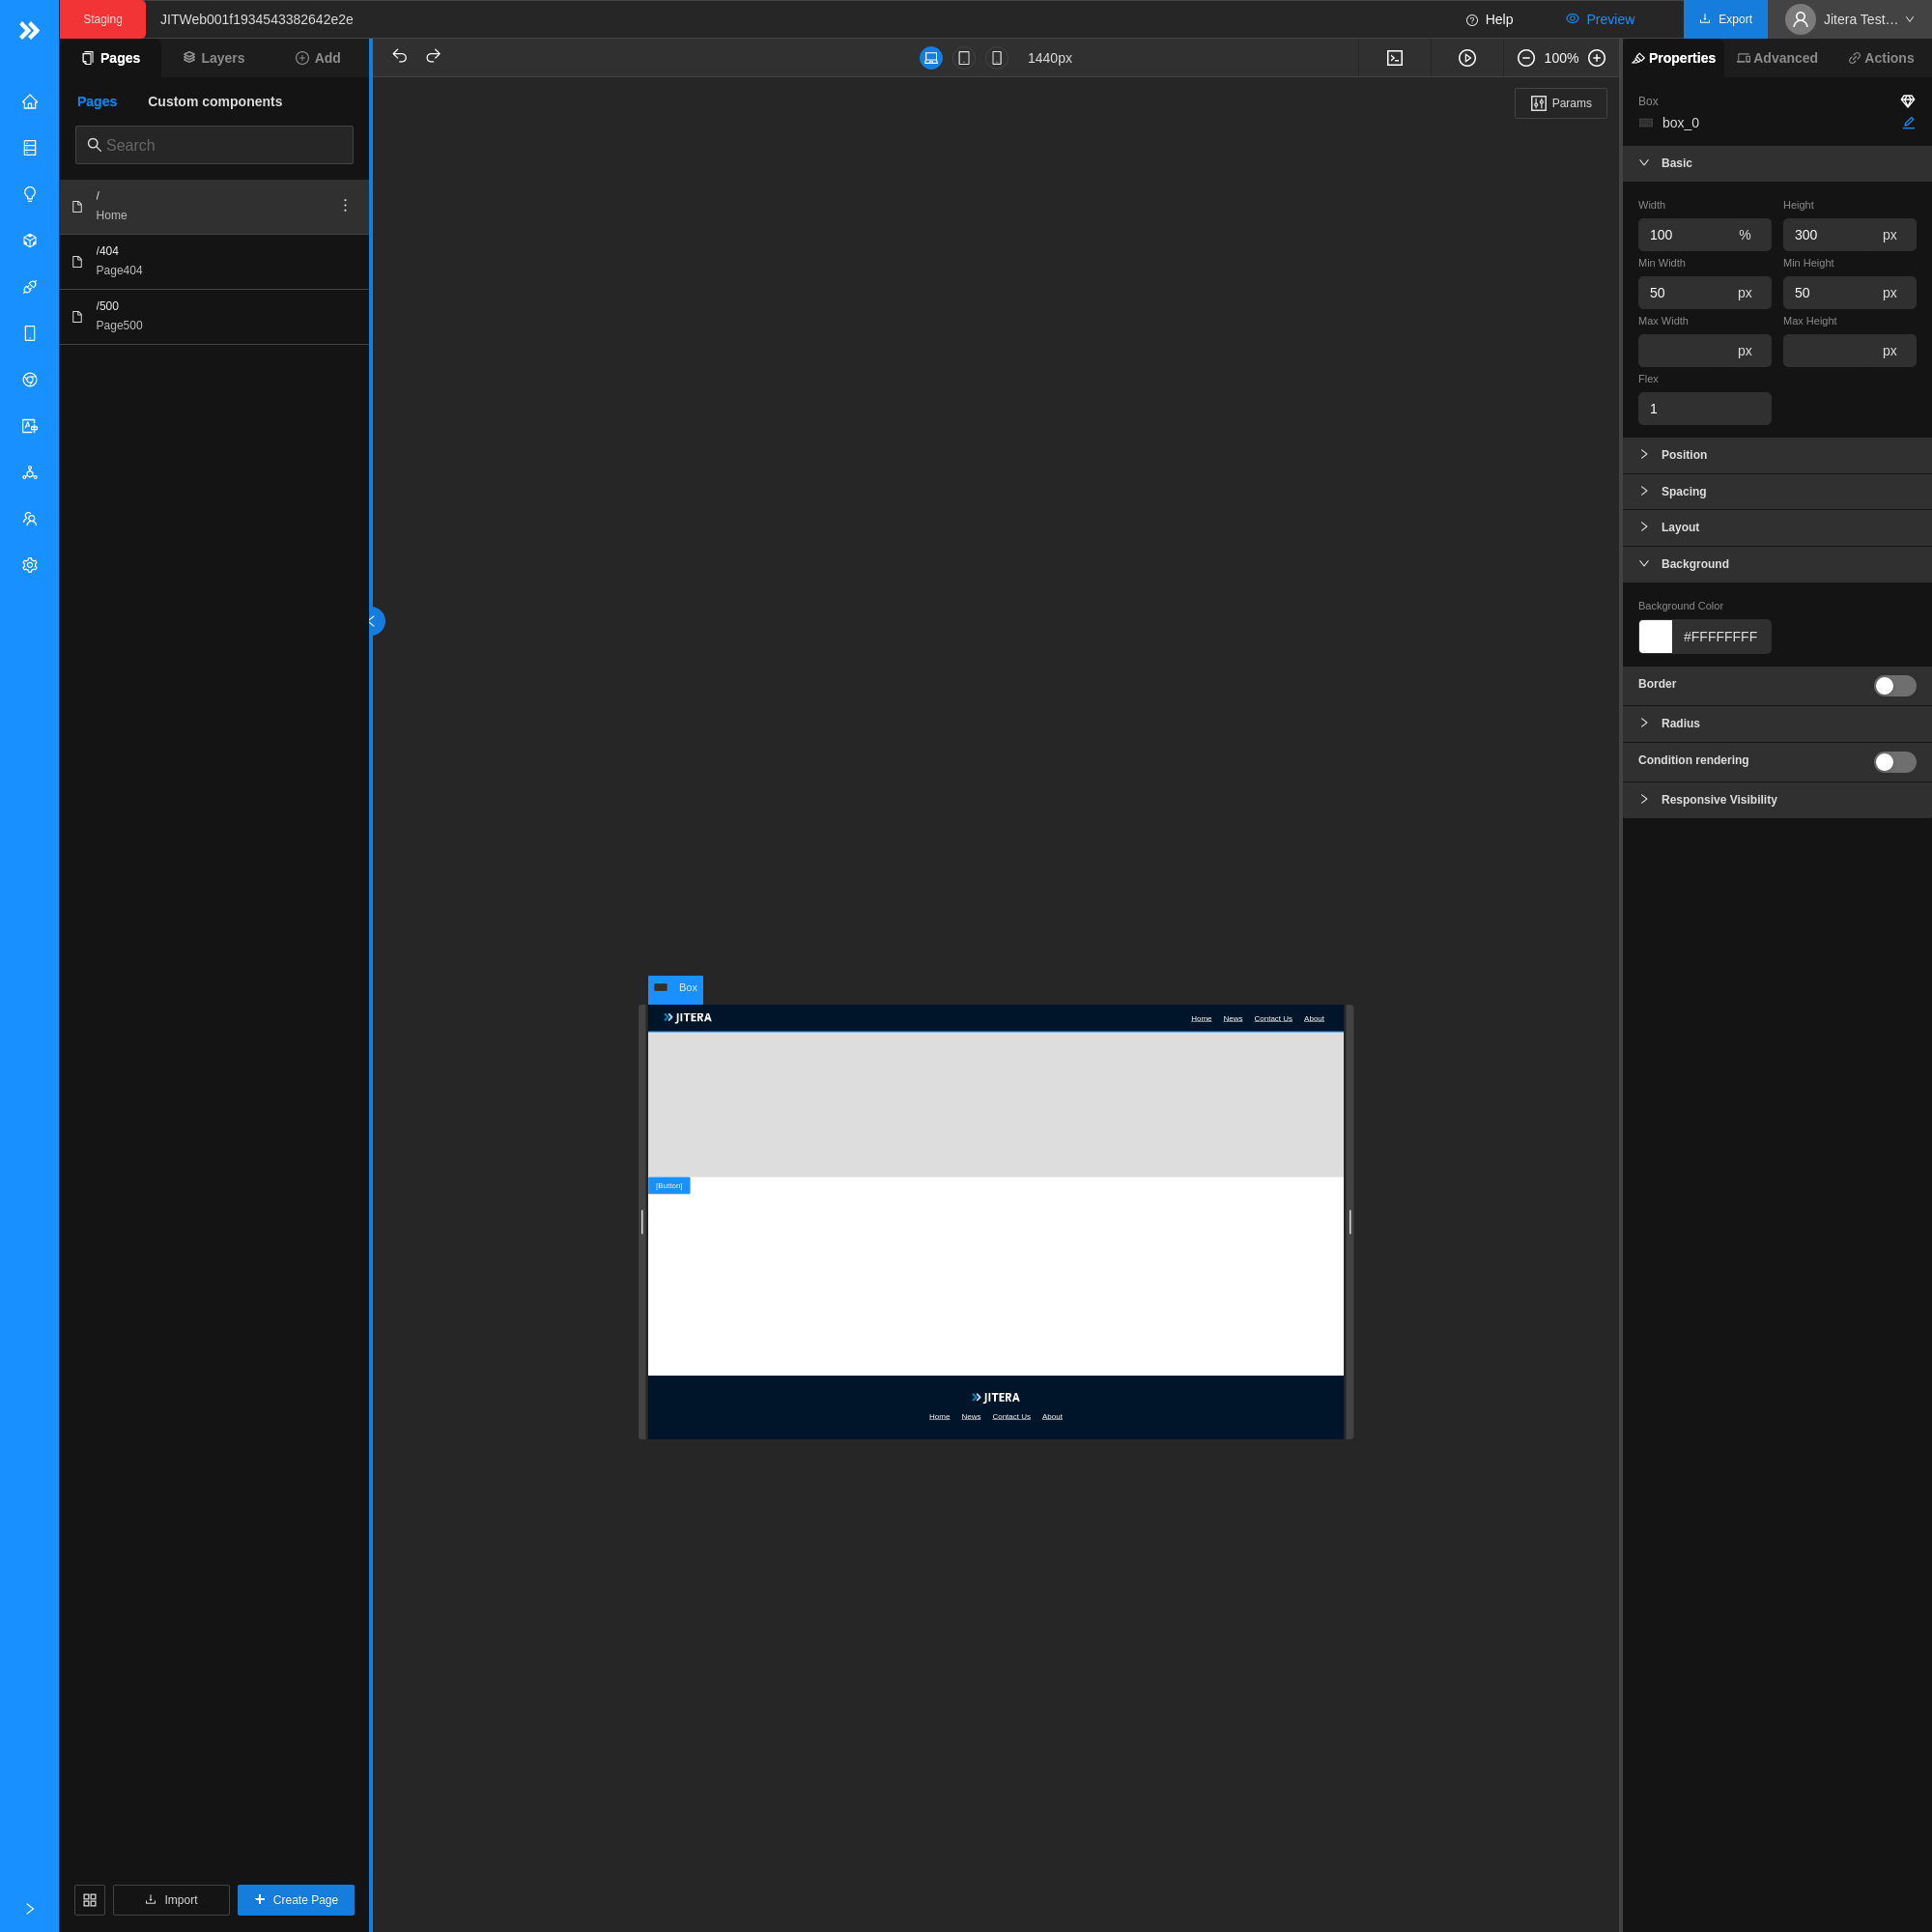 Staging
JITWeb001f1934543382642e2e
Help
Preview
Export
Jitera Test…
Pages
Layers
Add
1440px
100%
Properties
Advanced
Actions
Pages
Custom components
Search
/
Home
/404
Page404
/500
Page500
Import
Create Page
Params
Box
JITERA
Home
News
Contact Us
About
[Button]
JITERA
Home
News
Contact Us
About
Box
box_0
Basic
Width
Height
100
%
300
px
Min Width
Min Height
50
px
50
px
Max Width
Max Height
px
px
Flex
1
Position
Spacing
Layout
Background
Background Color
#FFFFFFFF
Border
Radius
Condition rendering
Responsive Visibility